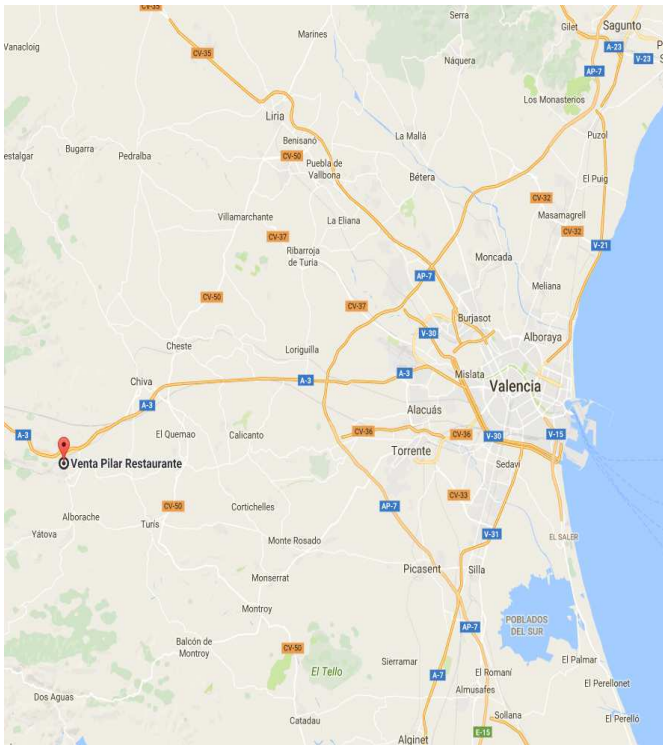 CV-35
Serra
Gilet
Sagunto
A-23
Marines
Vanacloig
CV-35
Náquera
AP-7
V-23
Los Monasterios
Liria
La Mallá
Puzol
Benisanó
Bugarra
Pedralba
CV-50
Puebla de
Vallbona
Bétera
El Puig
CV-32
Masamagrell
Villamarchante
La Eliana
CV-32
CV-37
V-21
Ribarroja
de Turia
Moncada
AP-7
Meliana
CV-50
CV-37
Burjasot
V-30
Alboraya
Cheste
Loriguilla
A-3
Mislata
Chiva
A-3
Valencia
A-3
Alacuás
El Quemao
Calicanto
CV-36
CV-36
V-30
V-15
A-3
Torrente
Venta Pilar Restaurante
Sedaví
CV-33
CV-50
Cortichelles
AP-7
Alborache
Turís
Yátova
V-31
EL SALER
Monte Rosado
Picasent
Silla
Monserrat
Montroy
POBLADOS
DEL SUR
AP-7
Balcón de
Montroy
CV-50
El Tello
Sierramar
El Palmar
A-7
El Romaní
El Perellonet
Dos Aguas
Almusafes
Sollana
El Perelló
Catadau
E-15
Alginet